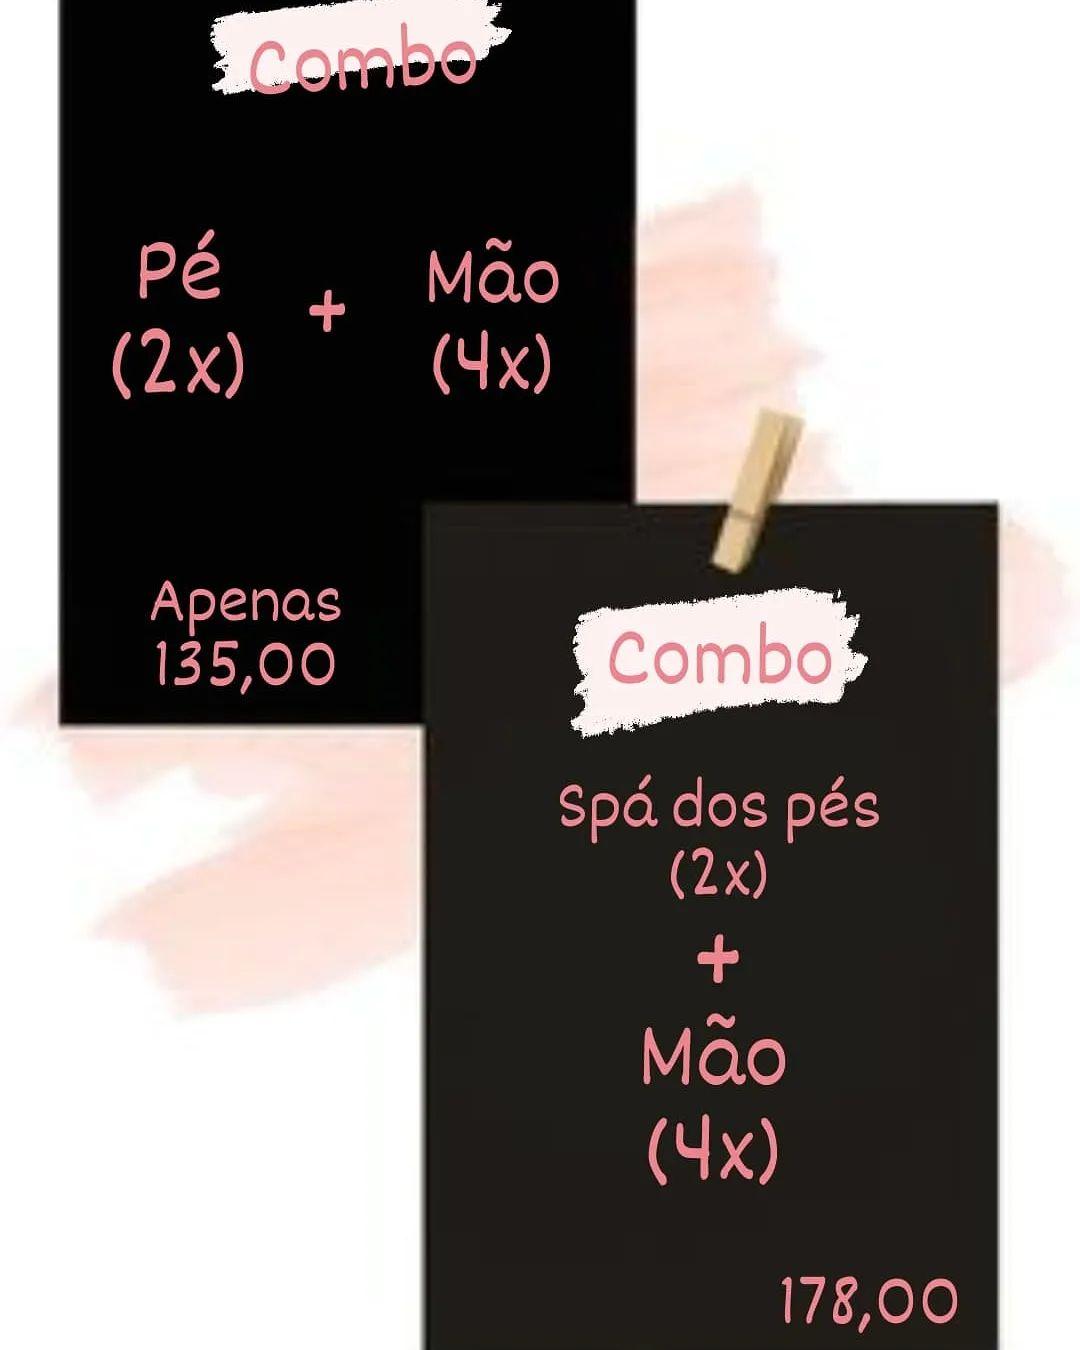 Combo
Pé + Mão
(2x) (4x)
Apenas
135,00
Combo
Spá dos pés
(2x)
+
Mão
(4x)
178,00